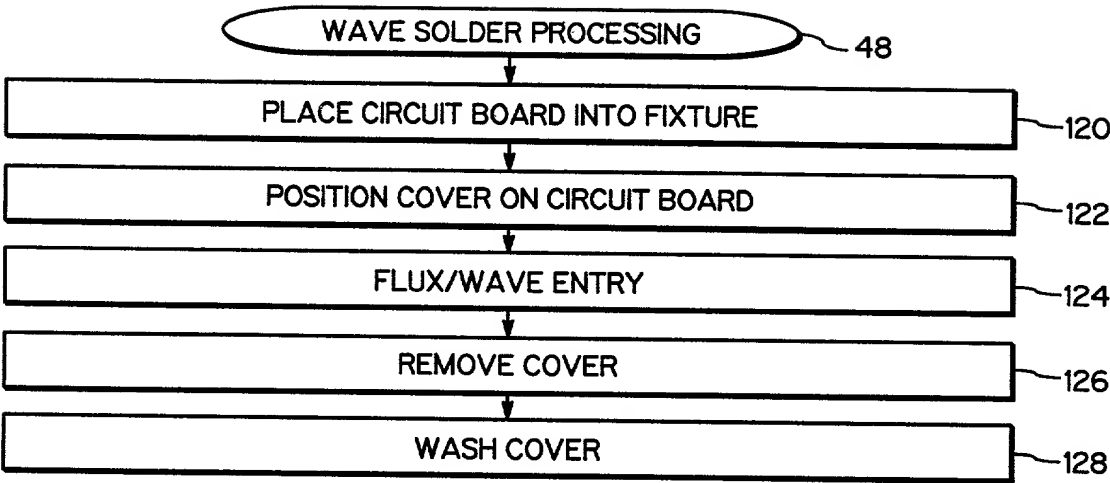 WAVE SOLDER PROCESSING
48
PLACE CIRCUIT BOARD INTO FIXTURE
120
POSITION COVER ON CIRCUIT BOARD
122
FLUX/WAVE ENTRY
124
REMOVE COVER
126
WASH COVER
128